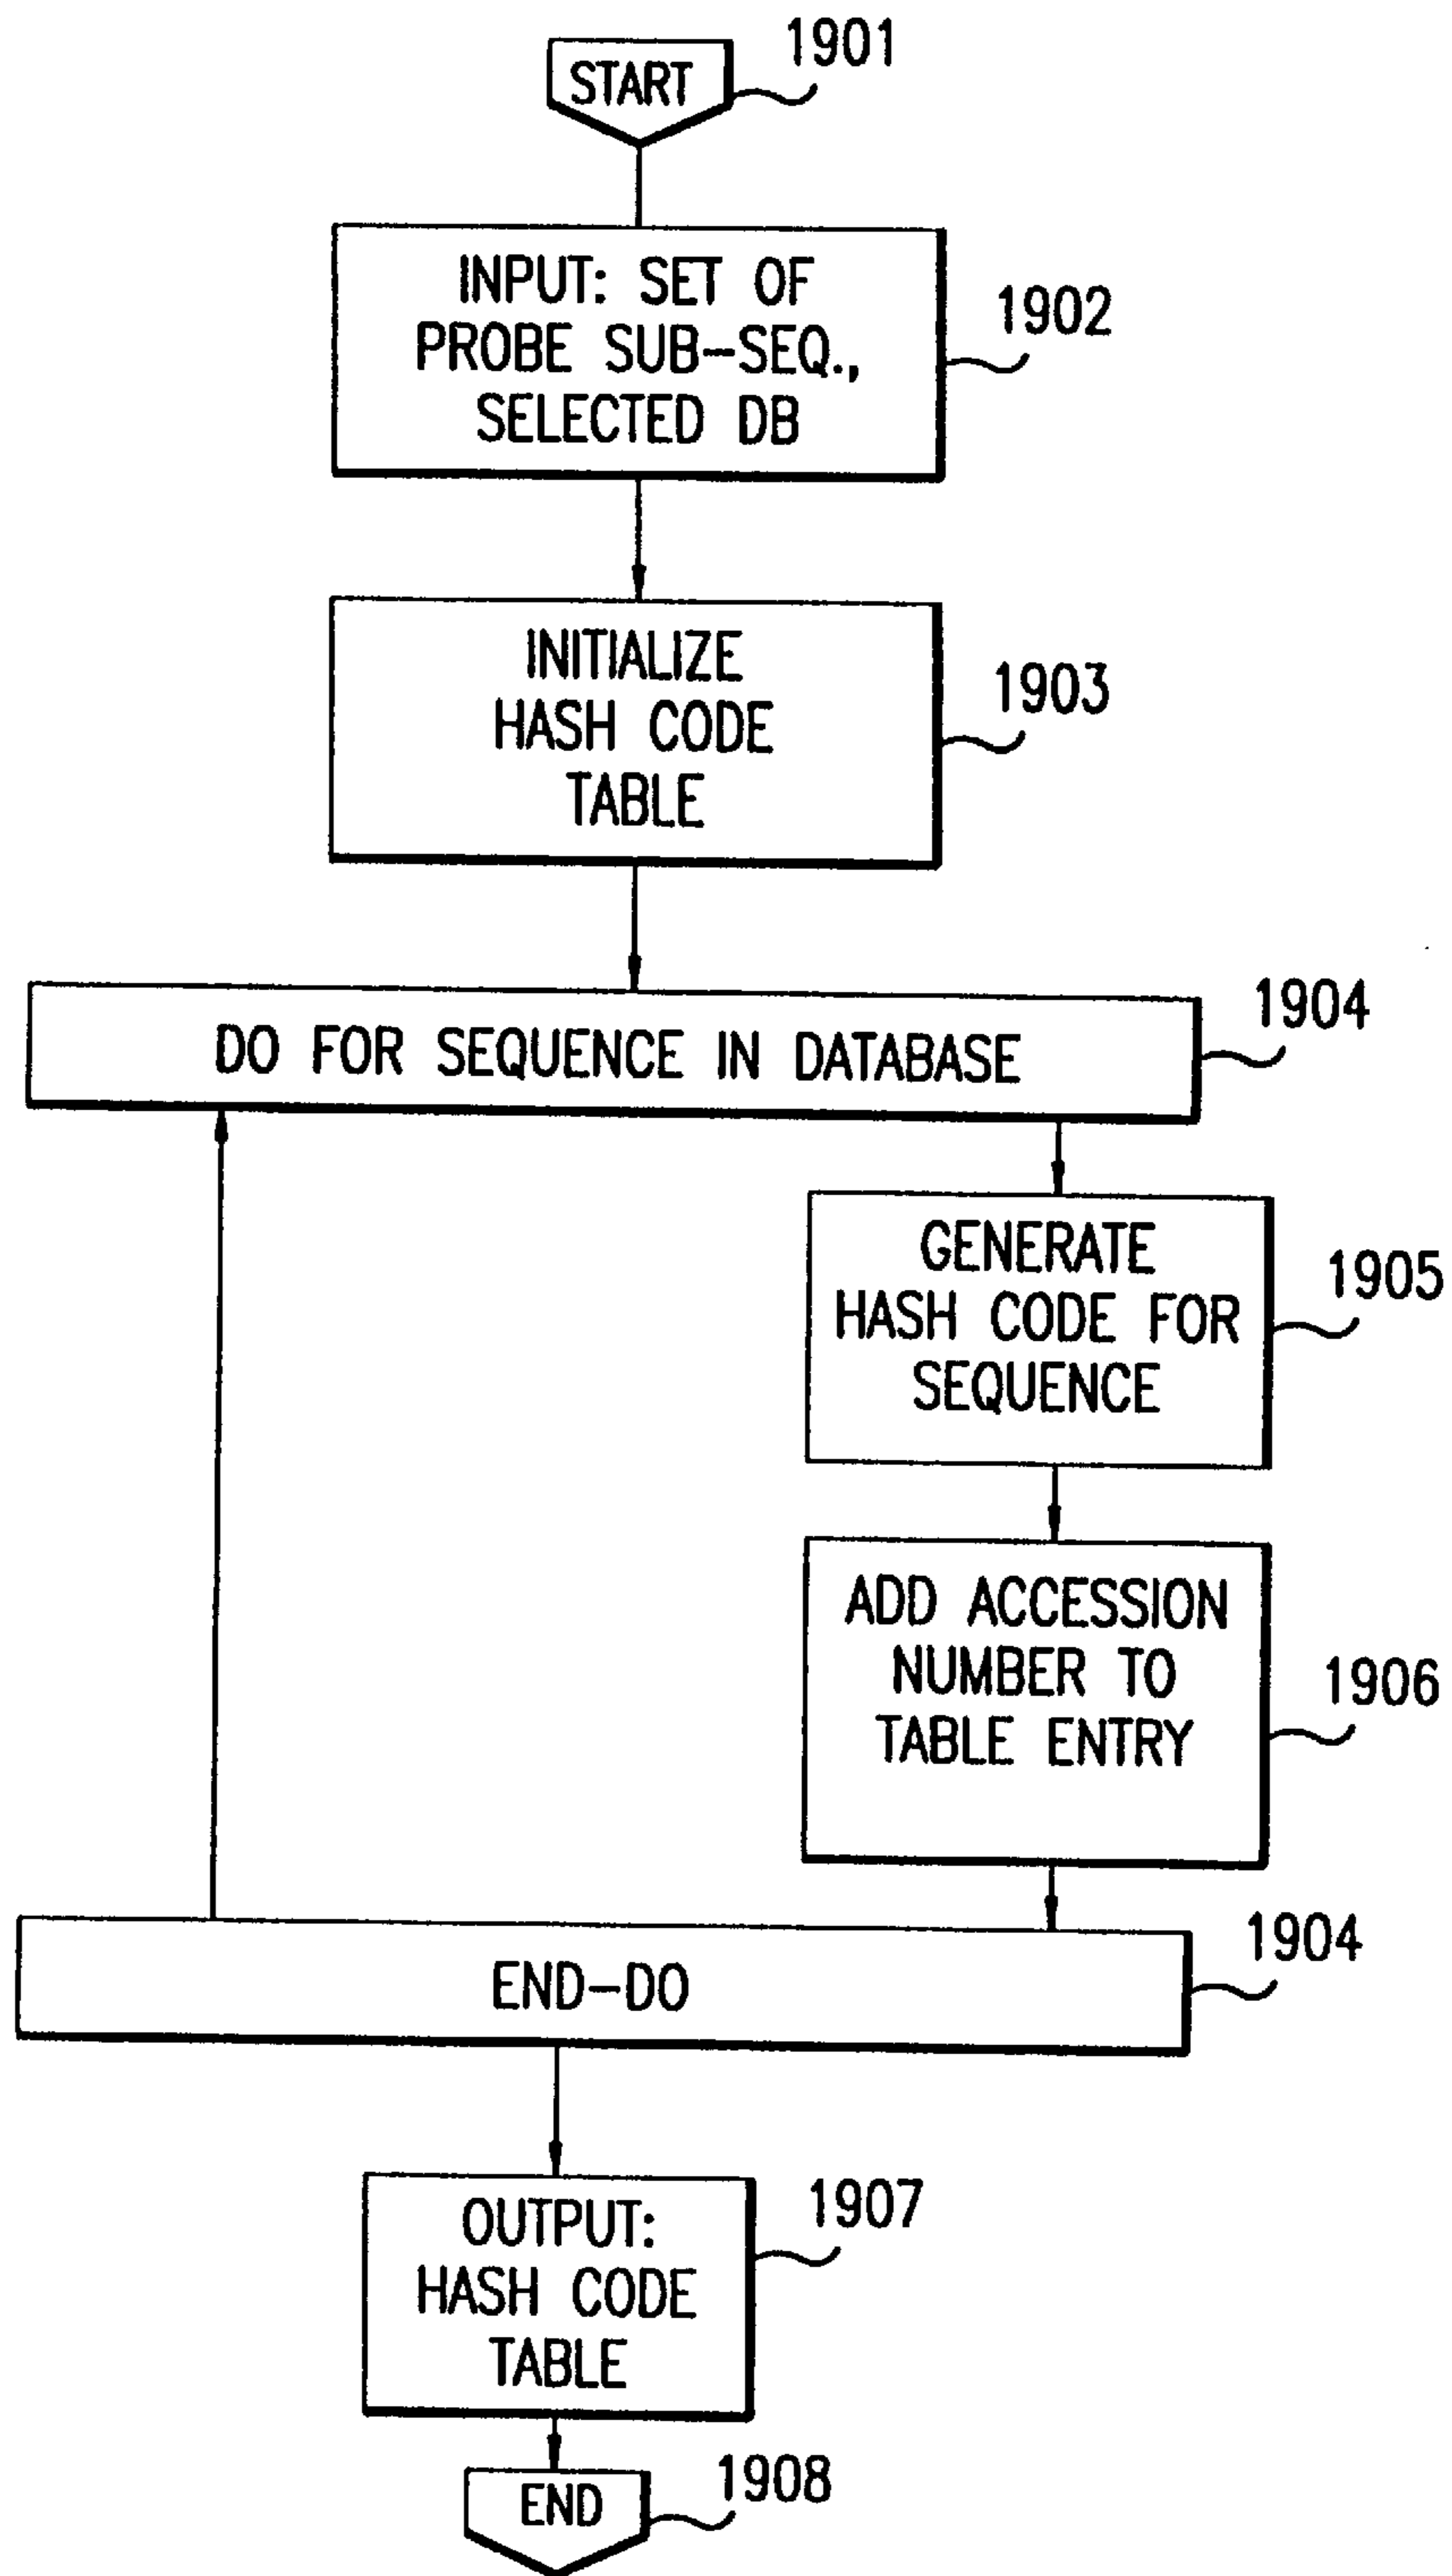 START
1901
INPUT: SET OF
PROBE SUB-SEQ.,
SELECTED DB
1902
INITIALIZE
HASH CODE
TABLE
1903
DO FOR SEQUENCE IN DATABASE
1904
GENERATE
HASH CODE FOR
SEQUENCE
1905
ADD ACCESSION
NUMBER TO
TABLE ENTRY
1906
END-DO
1904
OUTPUT:
HASH CODE
TABLE
1907
END
1908